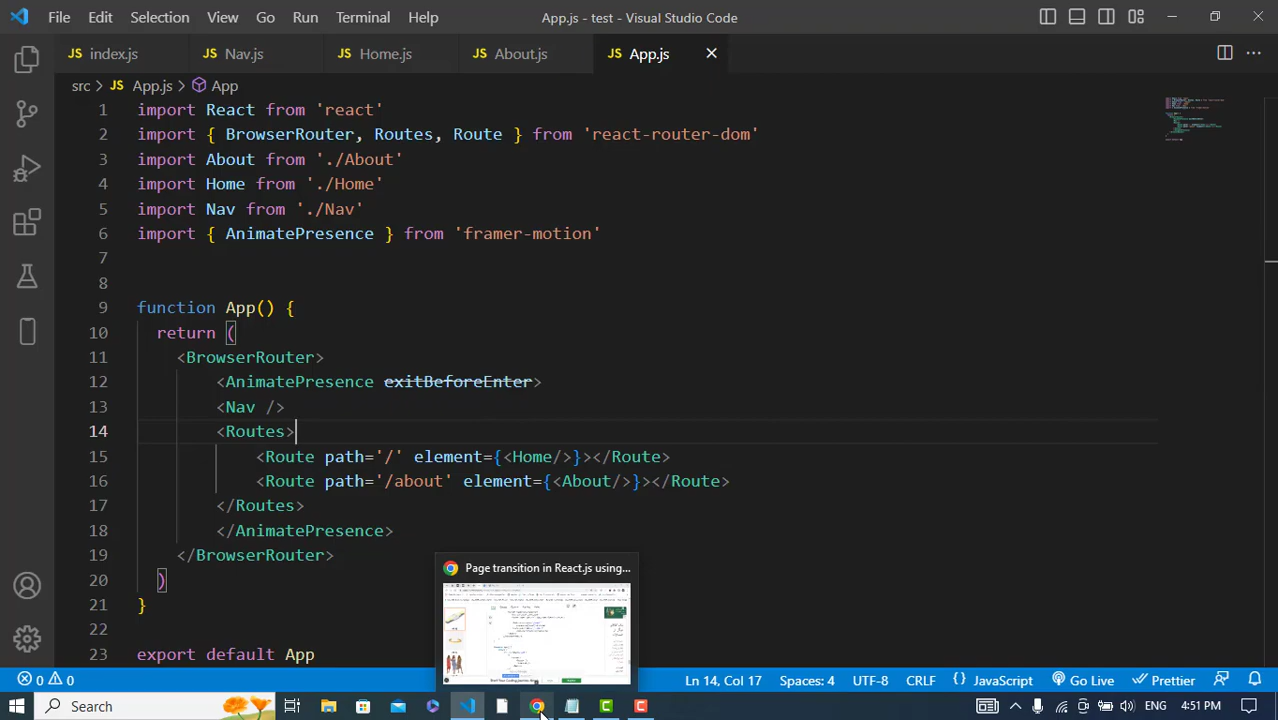 File Edit Selection View Go Run Terminal Help App.js - test - Visual Studio Code
JS index.js JS Nav.js JS Home.js JS About.js JS App.js
src > JS App.js > App
1 import React from 'react'
2 import { BrowserRouter, Routes, Route } from 'react-router-dom'
3 import About from './About'
4 import Home from './Home'
5 import Nav from './Nav'
6 import { AnimatePresence } from 'framer-motion'
7
8
9 function App() {
10 return (
11 <BrowserRouter>
12 <AnimatePresence exitBeforeEnter>
13 <Nav />
14 <Routes>
15 <Route path='/' element={<Home/>}></Route>
16 <Route path='/about' element={<About/>}></Route>
17 </Routes>
18 </AnimatePresence>
19 </BrowserRouter>
20 )
21 }
22
23 export default App
Page transition in React.js using...
0 0 Ln 14, Col 17 Spaces: 4 UTF-8 CRLF {} JavaScript Go Live Prettier
Search 4:51 PM